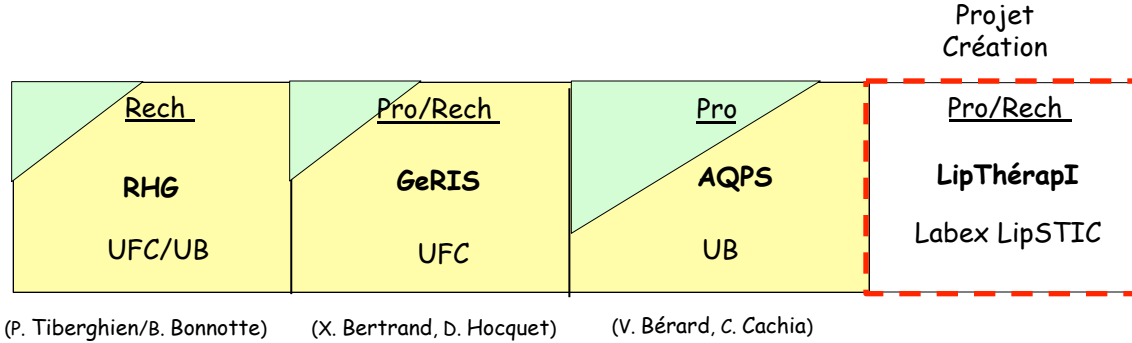 Projet
Création
Rech
RHG
UFC/UB
Pro/Rech
GeRIS
UFC
Pro
AQPS
UB
Pro/Rech
LipThérapI
Labex LipSTIC
(P. Tiberghien/B. Bonnotte)
(X. Bertrand, D. Hocquet)
(V. Bérard, C. Cachia)